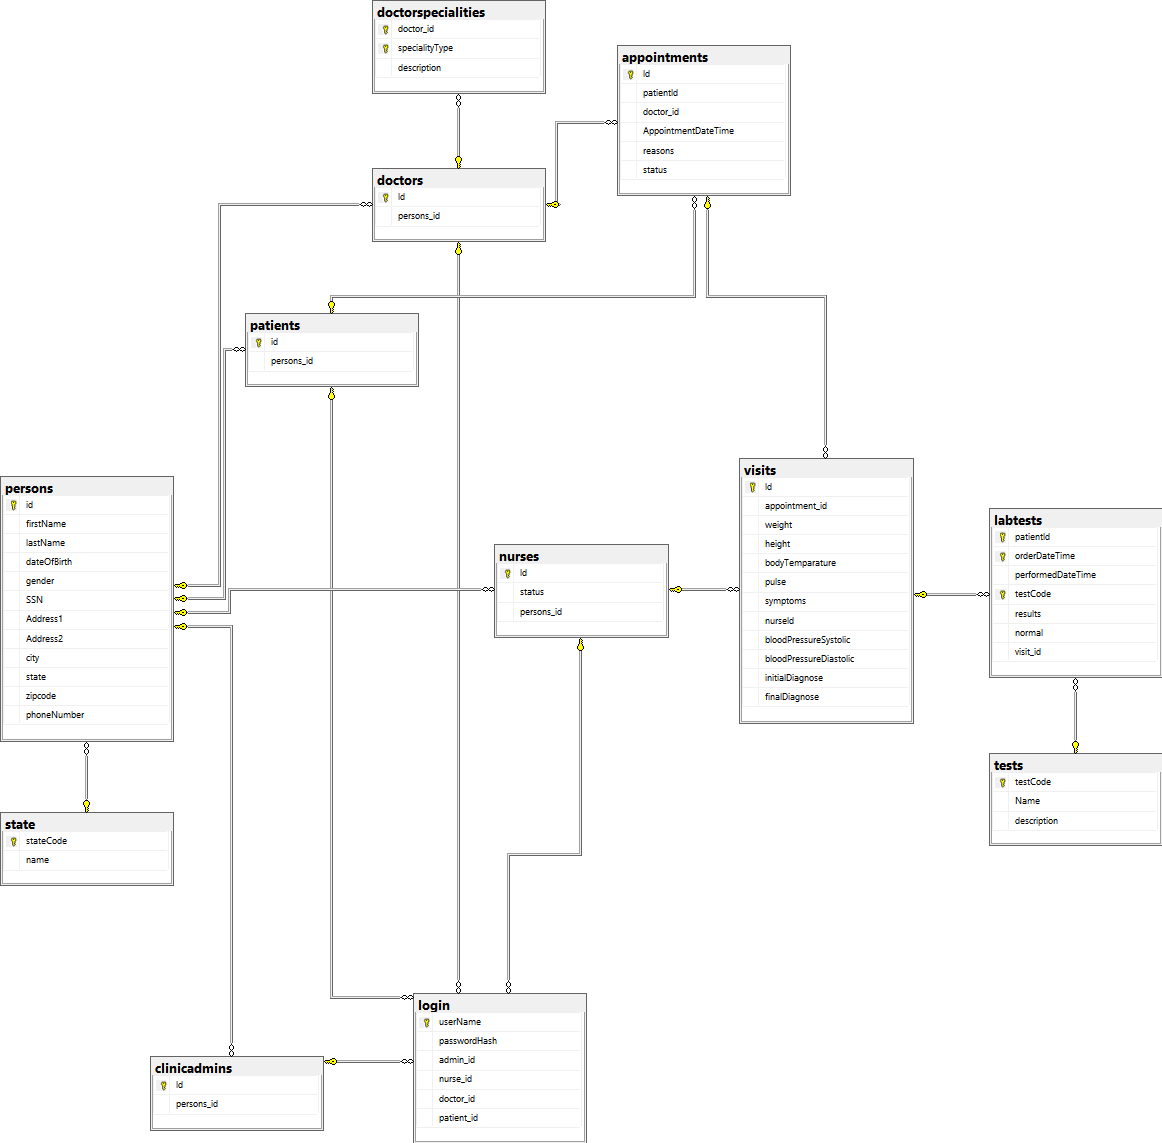 doctorspecialities
doctor_id
specialityType
description
appointments
Id
patientId
doctor_id
AppointmentDateTime
reasons
status
doctors
Id
persons_id
patients
id
persons_id
persons
id
firstName
lastName
dateOfBirth
gender
SSN
Address1
Address2
city
state
zipcode
phoneNumber
nurses
Id
status
persons_id
visits
Id
appointment_id
weight
height
bodyTemparature
pulse
symptoms
nurseId
bloodPressureSystolic
bloodPressureDiastolic
initialDiagnose
finalDiagnose
labtests
patientId
orderDateTime
performedDateTime
testCode
results
normal
visit_id
tests
testCode
Name
description
state
stateCode
name
login
userName
passwordHash
admin_id
nurse_id
doctor_id
patient_id
clinicadmins
Id
persons_id